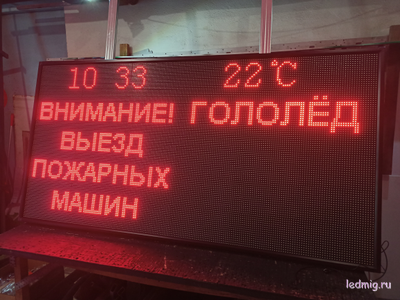 10 33 22°C
ВНИМАНИЕ! ГОЛОЛЁД
ВЫЕЗД
ПОЖАРНЫХ
МАШИН
ledmig.ru